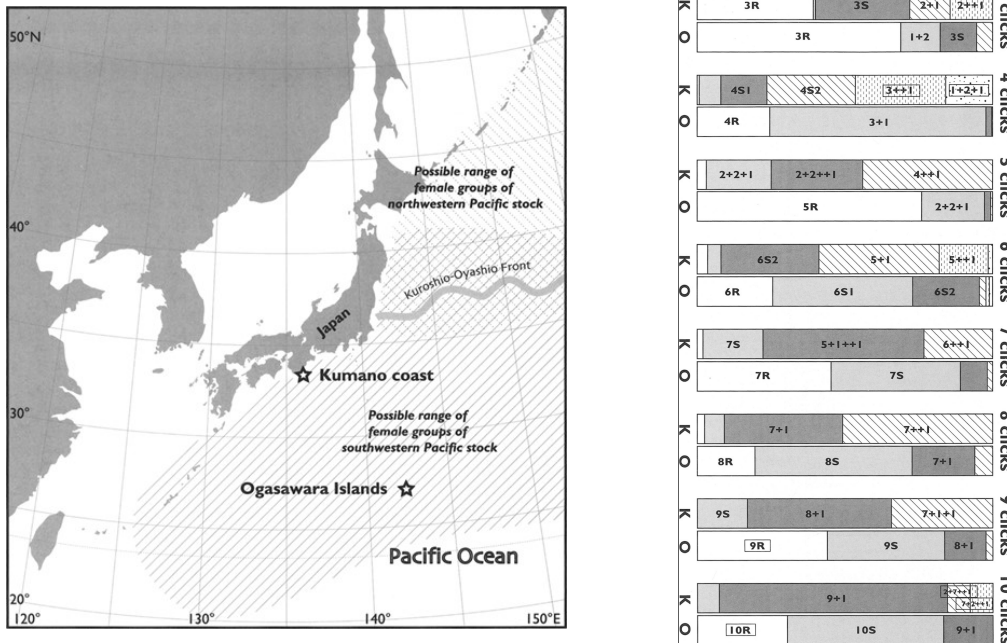 50°N
Possible range of
female groups of
northwestern Pacific stock
40°
Kuroshio-Oyashio Front
Japan
Kumano coast
30°
Possible range of
female groups of
southwestern Pacific stock
Ogasawara Islands
Pacific Ocean
20°
120°
130°
140°
150°E
K 3R 3S 2+1 2++1
O 3R 1+2 3S
4 clicks
K 4S1 4S2 3++1 1+2+1
O 4R 3+1
5 clicks
K 2+2+1 2+2++1 4++1
O 5R 2+2+1
6 clicks
K 6S2 5+1 5++1
O 6R 6S1 6S2
7 clicks
K 7S 5+1++1 6++1
O 7R 7S
8 clicks
K 7+1 7++1
O 8R 8S 7+1
9 clicks
K 9S 8+1 7+1+1
O 9R 9S 8+1
10 clicks
K 9+1
O 10R 10S 9+1